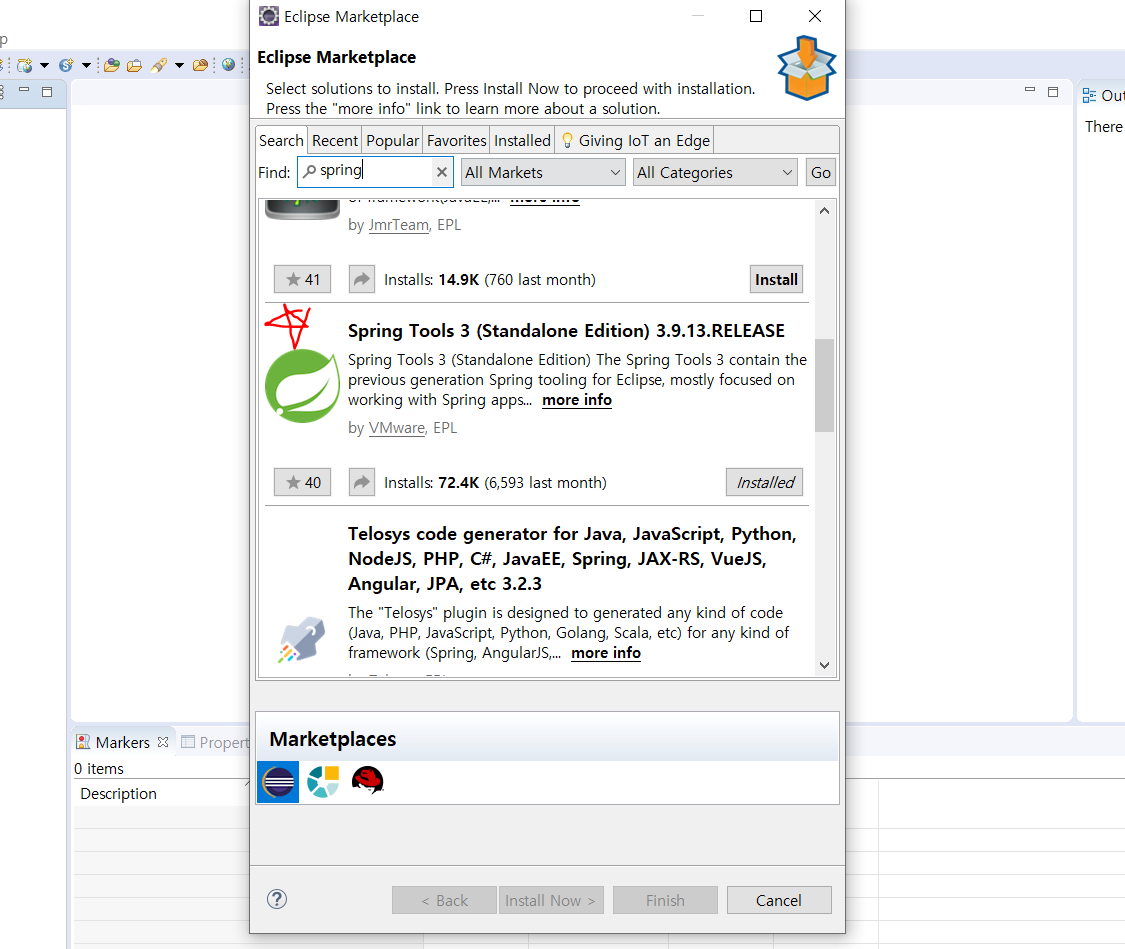 Eclipse Marketplace
p
Eclipse Marketplace
Select solutions to install. Press Install Now to proceed with installation.
Press the "more info" link to learn more about a solution.
Out
There
Search Recent Popular Favorites Installed Giving IoT an Edge
Find: spring All Markets All Categories Go
more info
by JmrTeam, EPL
41 Installs: 14.9K (760 last month) Install
Spring Tools 3 (Standalone Edition) 3.9.13.RELEASE
Spring Tools 3 (Standalone Edition) The Spring Tools 3 contain the
previous generation Spring tooling for Eclipse, mostly focused on
working with Spring apps... more info
by VMware, EPL
40 Installs: 72.4K (6,593 last month) Installed
Telosys code generator for Java, JavaScript, Python,
NodeJS, PHP, C#, JavaEE, Spring, JAX-RS, VueJS,
Angular, JPA, etc 3.2.3
The "Telosys" plugin is designed to generated any kind of code
(Java, PHP, JavaScript, Python, Golang, Scala, etc) for any kind of
framework (Spring, AngularJS,... more info
Marketplaces
Markers Propert
0 items
Description
< Back Install Now > Finish Cancel